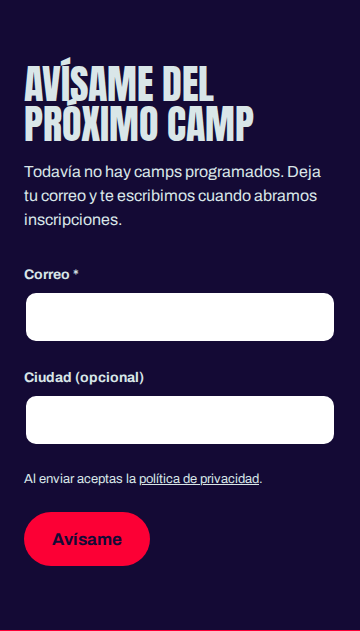 AVÍSAME DEL
PRÓXIMO CAMP
Todavía no hay camps programados. Deja
tu correo y te escribimos cuando abramos
inscripciones.
Correo *
Ciudad (opcional)
Al enviar aceptas la política de privacidad.
Avísame